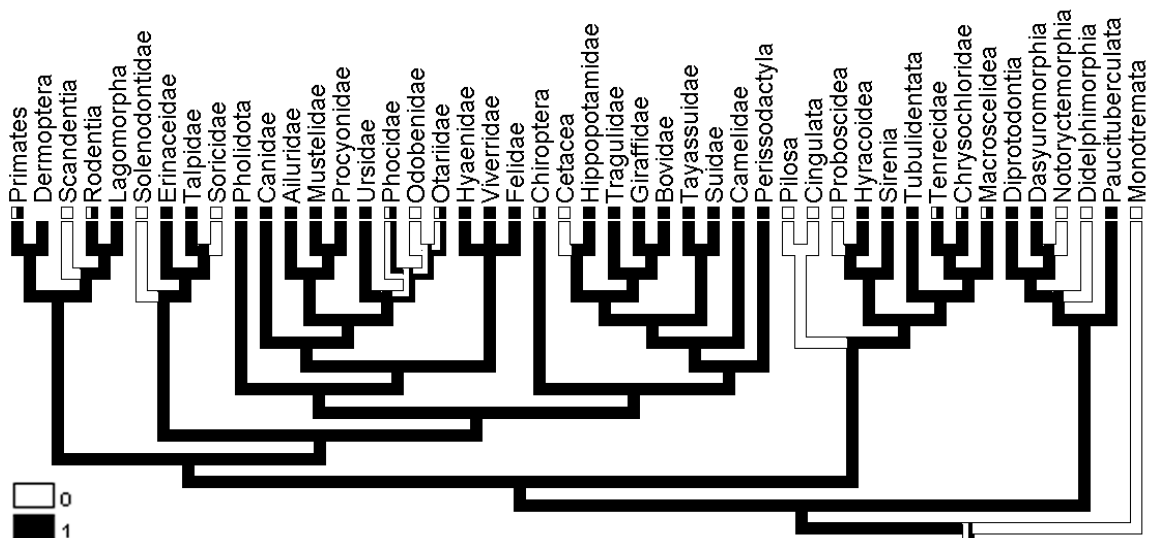 Primates
Dermoptera
Scandentia
Rodentia
Lagomorpha
Solenodontidae
Erinaceidae
Talpidae
Soricidae
Pholidota
Canidae
Ailuridae
Mustelidae
Procyonidae
Ursidae
Phocidae
Odobenidae
Otariidae
Hyaenidae
Viverridae
Felidae
Chiroptera
Cetacea
Hippopotamidae
Tragulidae
Giraffidae
Bovidae
Tayassuidae
Suidae
Camelidae
Perissodactyla
Pilosa
Cingulata
Proboscidea
Hyracoidea
Sirenia
Tubulidentata
Tenrecidae
Chrysochloridae
Macroscelidea
Diprotodontia
Dasyuromorphia
Notoryctemorphia
Didelphimorphia
Paucituberculata
Monotremata
0
1